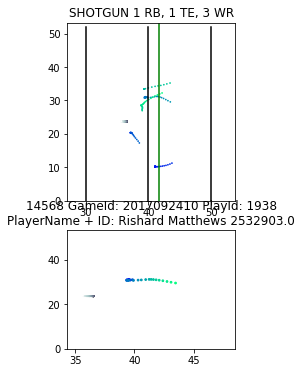 SHOTGUN 1 RB, 1 TE, 3 WR
50
40
30
20
10
0
30 40 50
14568 GameId: 2017092410 PlayId: 1938
PlayerName + ID: Rishard Matthews 2532903.0
40
20
0
35 40 45